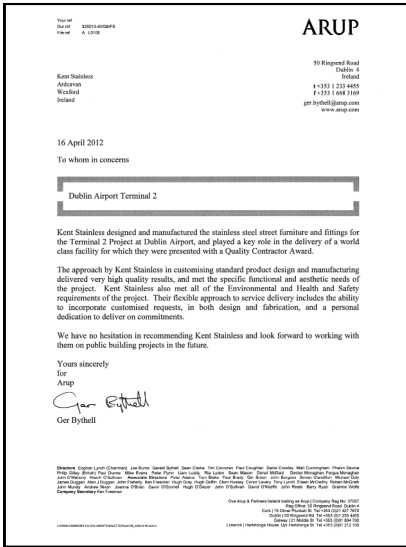 Your ref
Our ref
File ref
ARUP
50 Ringsend Road
Dublin 4
Ireland
t +353 1 233 4455
f +353 1 668 3169
ger.bythell@arup.com
www.arup.com
Kent Stainless
Ardcavan
Wexford
Ireland
16 April 2012
To whom in concerns
Dublin Airport Terminal 2
Kent Stainless designed and manufactured the stainless steel street furniture and fittings for
the Terminal 2 Project at Dublin Airport, and played a key role in the delivery of a world
class facility for which they were presented with a Quality Contractor Award.
The approach by Kent Stainless in customising standard product design and manufacturing
delivered very high quality results, and met the specific functional and aesthetic needs of
the project. Kent Stainless also met all of the Environmental and Health and Safety
requirements of the project. Their flexible approach to service delivery includes the ability
to incorporate customised requests, in both design and fabrication, and a personal
dedication to deliver on commitments.
We have no hesitation in recommending Kent Stainless and look forward to working with
them on public building projects in the future.
Yours sincerely
for
Arup
Ger Bythell
Ger Bythell
Company Secretary Ken Freeman